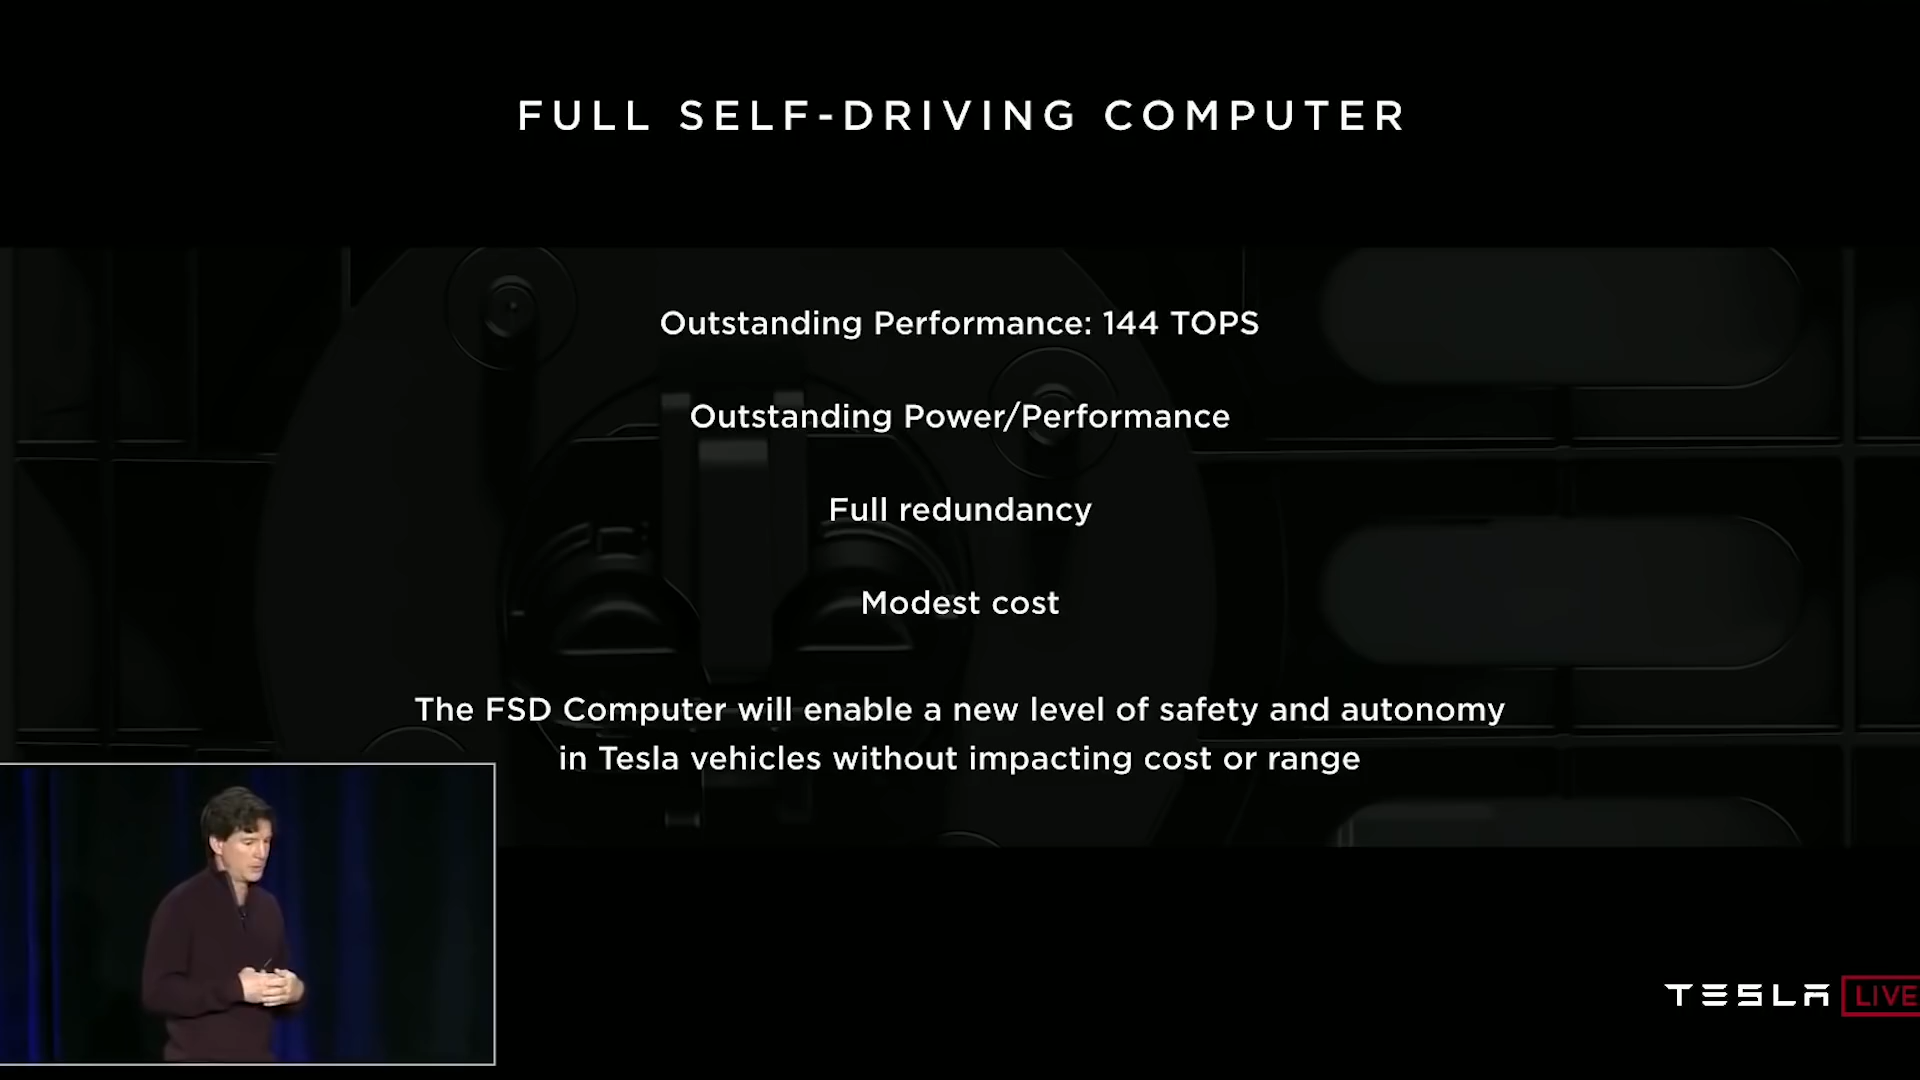 FULL SELF-DRIVING COMPUTER
Outstanding Performance: 144 TOPS
Outstanding Power/Performance
Full redundancy
Modest cost
The FSD Computer will enable a new level of safety and autonomy
in Tesla vehicles without impacting cost or range
TESLA LIVE